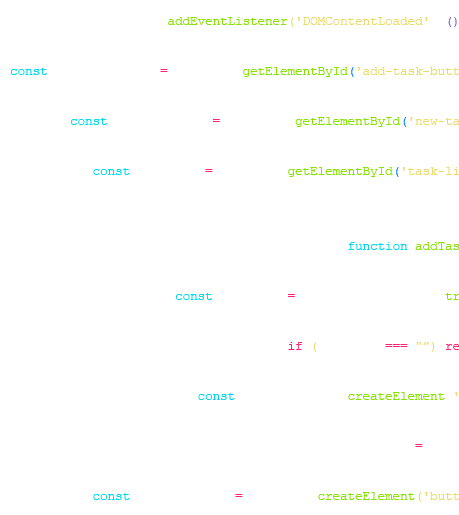 addEventListener('DOMContentLoaded' ()
const = getElementById('add-task-butt
const = getElementById('new-ta
const = getElementById('task-li
function addTas
const = tr
if ( === "") re
const createElement '
=
const = createElement('butt